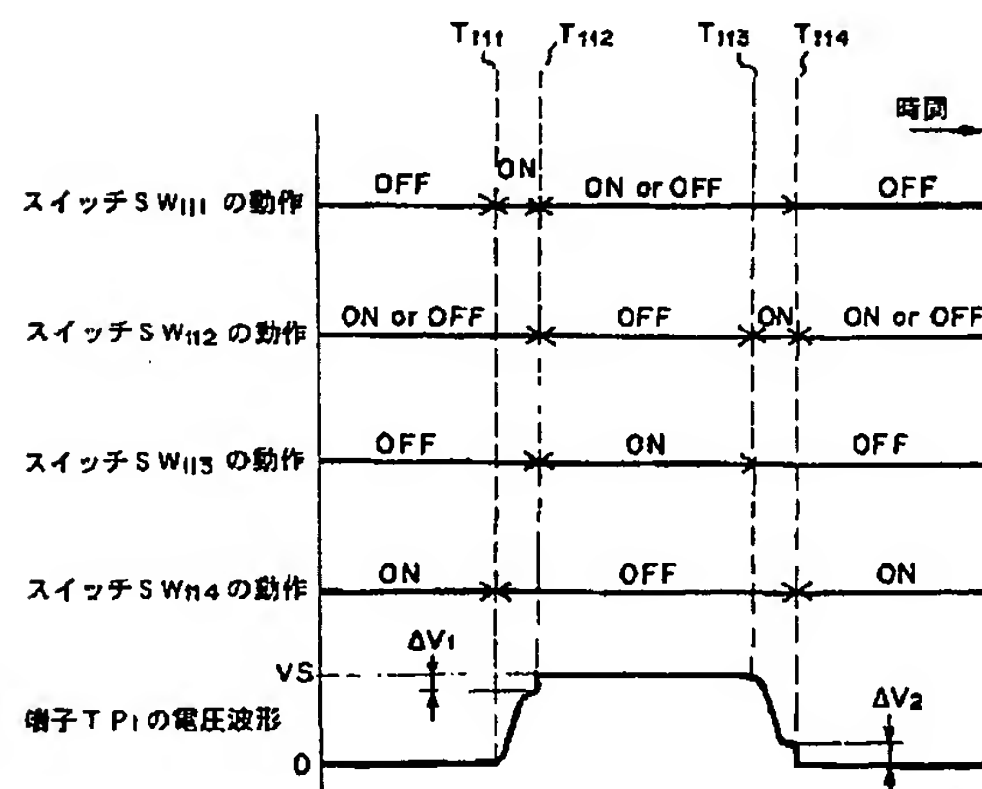 T111 T112 T113 T114
時間
スイッチSW111の動作 OFF ON ON or OFF OFF
スイッチSW112の動作 ON or OFF OFF ON ON or OFF
スイッチSW113の動作 OFF ON OFF
スイッチSW114の動作 ON OFF ON
ΔV1
VS
端子TP1の電圧波形
ΔV2
0